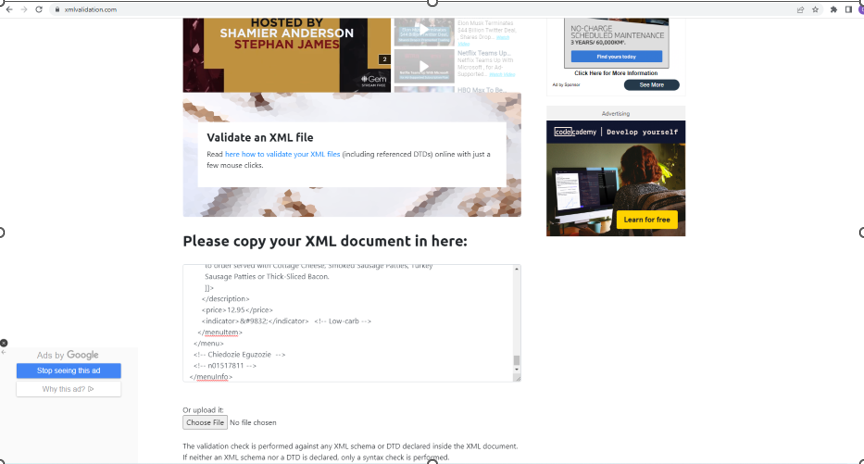 xmlvalidation.com
HOSTED BY
SHAMIER ANDERSON
STEPHAN JAMES
2
Gem
Elon Musk Terminates
$44 Billion Twitter Deal
, Shares Drop... Watch
Video
Netflix Teams Up...
Netflix Teams Up With
Microsoft, for Ad-
Supported... Watch Video
HBO Max To Be...
Validate an XML file
Read here how to validate your XML files (including referenced DTDs) online with just a
few mouse clicks.
NO-CHARGE
SCHEDULED MAINTENANCE
3 YEARS/ 60,000KM².
Find yours today
Click Here for More Information
Ad by Sponsor
See More
Advertising
codecademy | Develop yourself
Learn for free
Please copy your XML document in here:
to order served with Cottage Cheese, Smoked Sausage Patties, Turkey
Sausage Patties or Thick-Sliced Bacon.
]]>
</description>
<price>12.95</price>
<indicator>&#9832;</indicator> <!-- Low-carb -->
</menuItem>
</menu>
<!-- Chiedozie Eguzozie -->
<!-- n01517811 -->
</menuInfo>
Ads by Google
Stop seeing this ad
Why this ad?
Or upload it:
Choose File No file chosen
The validation check is performed against any XML schema or DTD declared inside the XML document.
If neither an XML schema nor a DTD is declared, only a syntax check is performed.